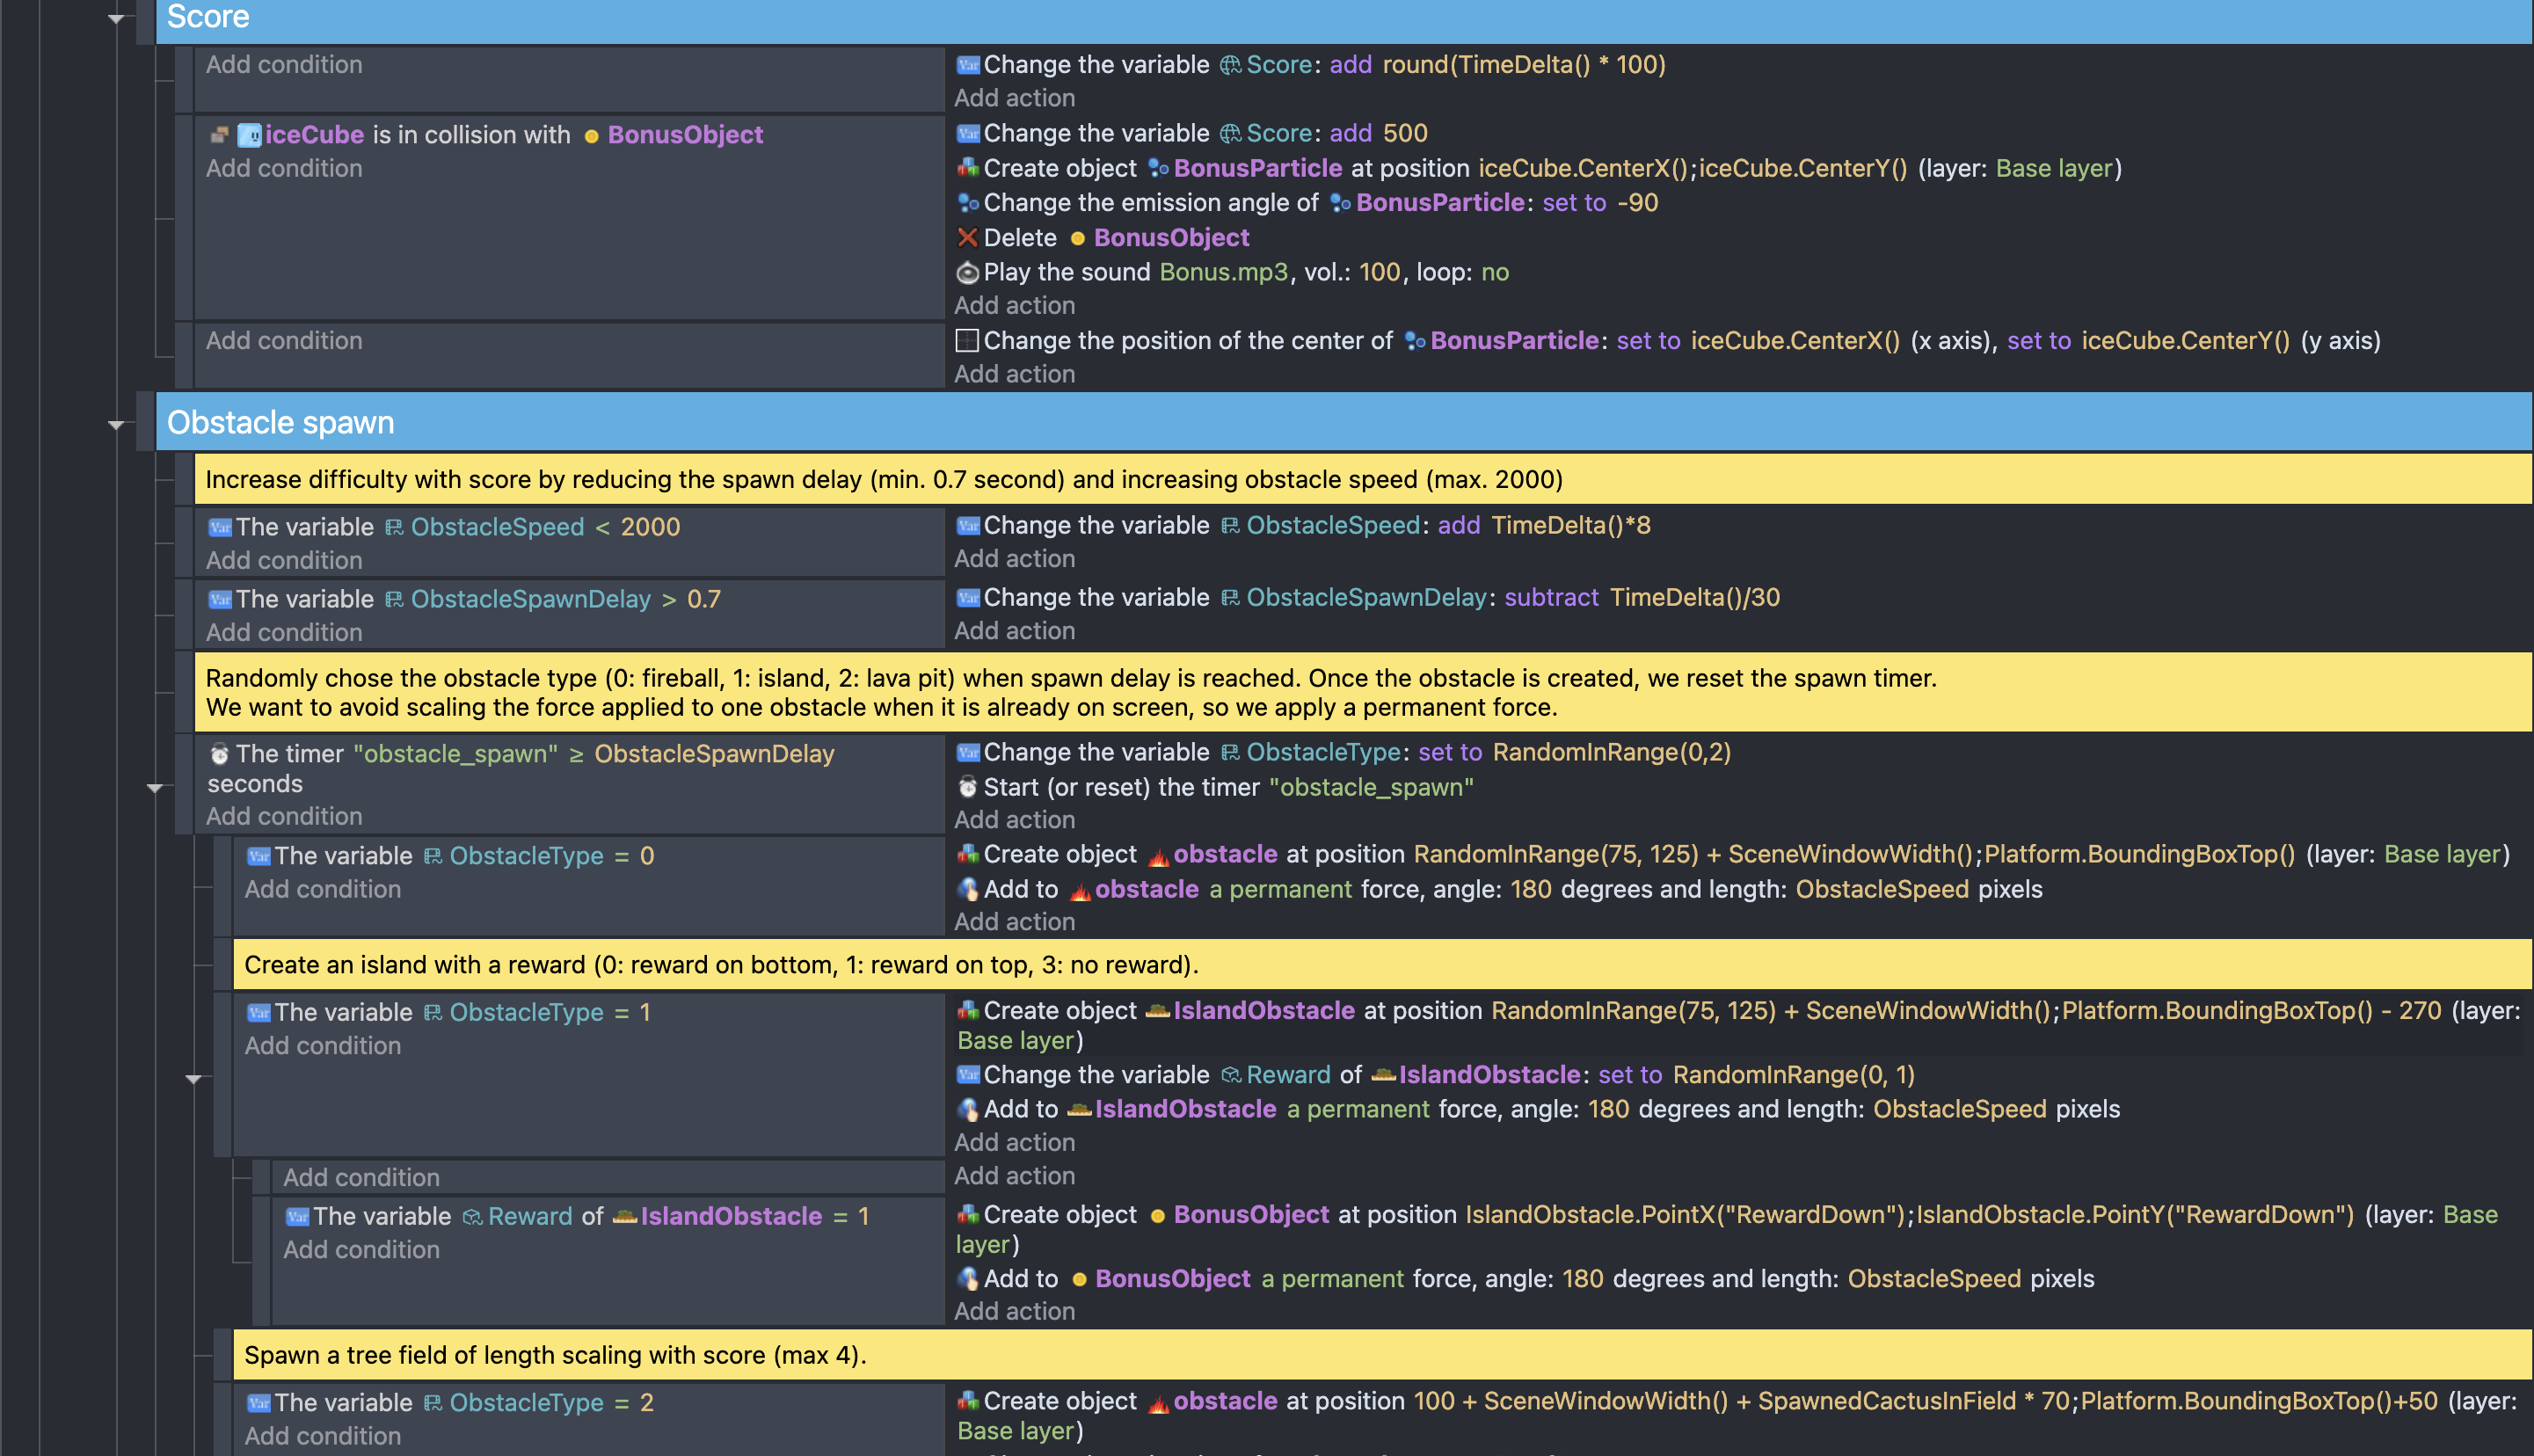 Score
Add condition
Change the variable Score: add round(TimeDelta() * 100)
Add action
iceCube is in collision with BonusObject
Add condition
Change the variable Score: add 500
Create object BonusParticle at position iceCube.CenterX();iceCube.CenterY() (layer: Base layer)
Change the emission angle of BonusParticle: set to -90
Delete BonusObject
Play the sound Bonus.mp3, vol.: 100, loop: no
Add action
Add condition
Change the position of the center of BonusParticle: set to iceCube.CenterX() (x axis), set to iceCube.CenterY() (y axis)
Add action
Obstacle spawn
Increase difficulty with score by reducing the spawn delay (min. 0.7 second) and increasing obstacle speed (max. 2000)
The variable ObstacleSpeed < 2000
Add condition
Change the variable ObstacleSpeed: add TimeDelta()*8
Add action
The variable ObstacleSpawnDelay > 0.7
Add condition
Change the variable ObstacleSpawnDelay: subtract TimeDelta()/30
Add action
Randomly chose the obstacle type (0: fireball, 1: island, 2: lava pit) when spawn delay is reached. Once the obstacle is created, we reset the spawn timer.
We want to avoid scaling the force applied to one obstacle when it is already on screen, so we apply a permanent force.
The timer "obstacle_spawn" ≥ ObstacleSpawnDelay
seconds
Add condition
Change the variable ObstacleType: set to RandomInRange(0,2)
Start (or reset) the timer "obstacle_spawn"
Add action
The variable ObstacleType = 0
Add condition
Create object obstacle at position RandomInRange(75, 125) + SceneWindowWidth();Platform.BoundingBoxTop() (layer: Base layer)
Add to obstacle a permanent force, angle: 180 degrees and length: ObstacleSpeed pixels
Add action
Create an island with a reward (0: reward on bottom, 1: reward on top, 3: no reward).
The variable ObstacleType = 1
Add condition
Create object IslandObstacle at position RandomInRange(75, 125) + SceneWindowWidth();Platform.BoundingBoxTop() - 270 (layer:
Base layer)
Change the variable Reward of IslandObstacle: set to RandomInRange(0, 1)
Add to IslandObstacle a permanent force, angle: 180 degrees and length: ObstacleSpeed pixels
Add action
Add condition
Add action
The variable Reward of IslandObstacle = 1
Add condition
Create object BonusObject at position IslandObstacle.PointX("RewardDown");IslandObstacle.PointY("RewardDown") (layer: Base
layer)
Add to BonusObject a permanent force, angle: 180 degrees and length: ObstacleSpeed pixels
Add action
Spawn a tree field of length scaling with score (max 4).
The variable ObstacleType = 2
Add condition
Create object obstacle at position 100 + SceneWindowWidth() + SpawnedCactusInField * 70;Platform.BoundingBoxTop()+50 (layer:
Base layer)